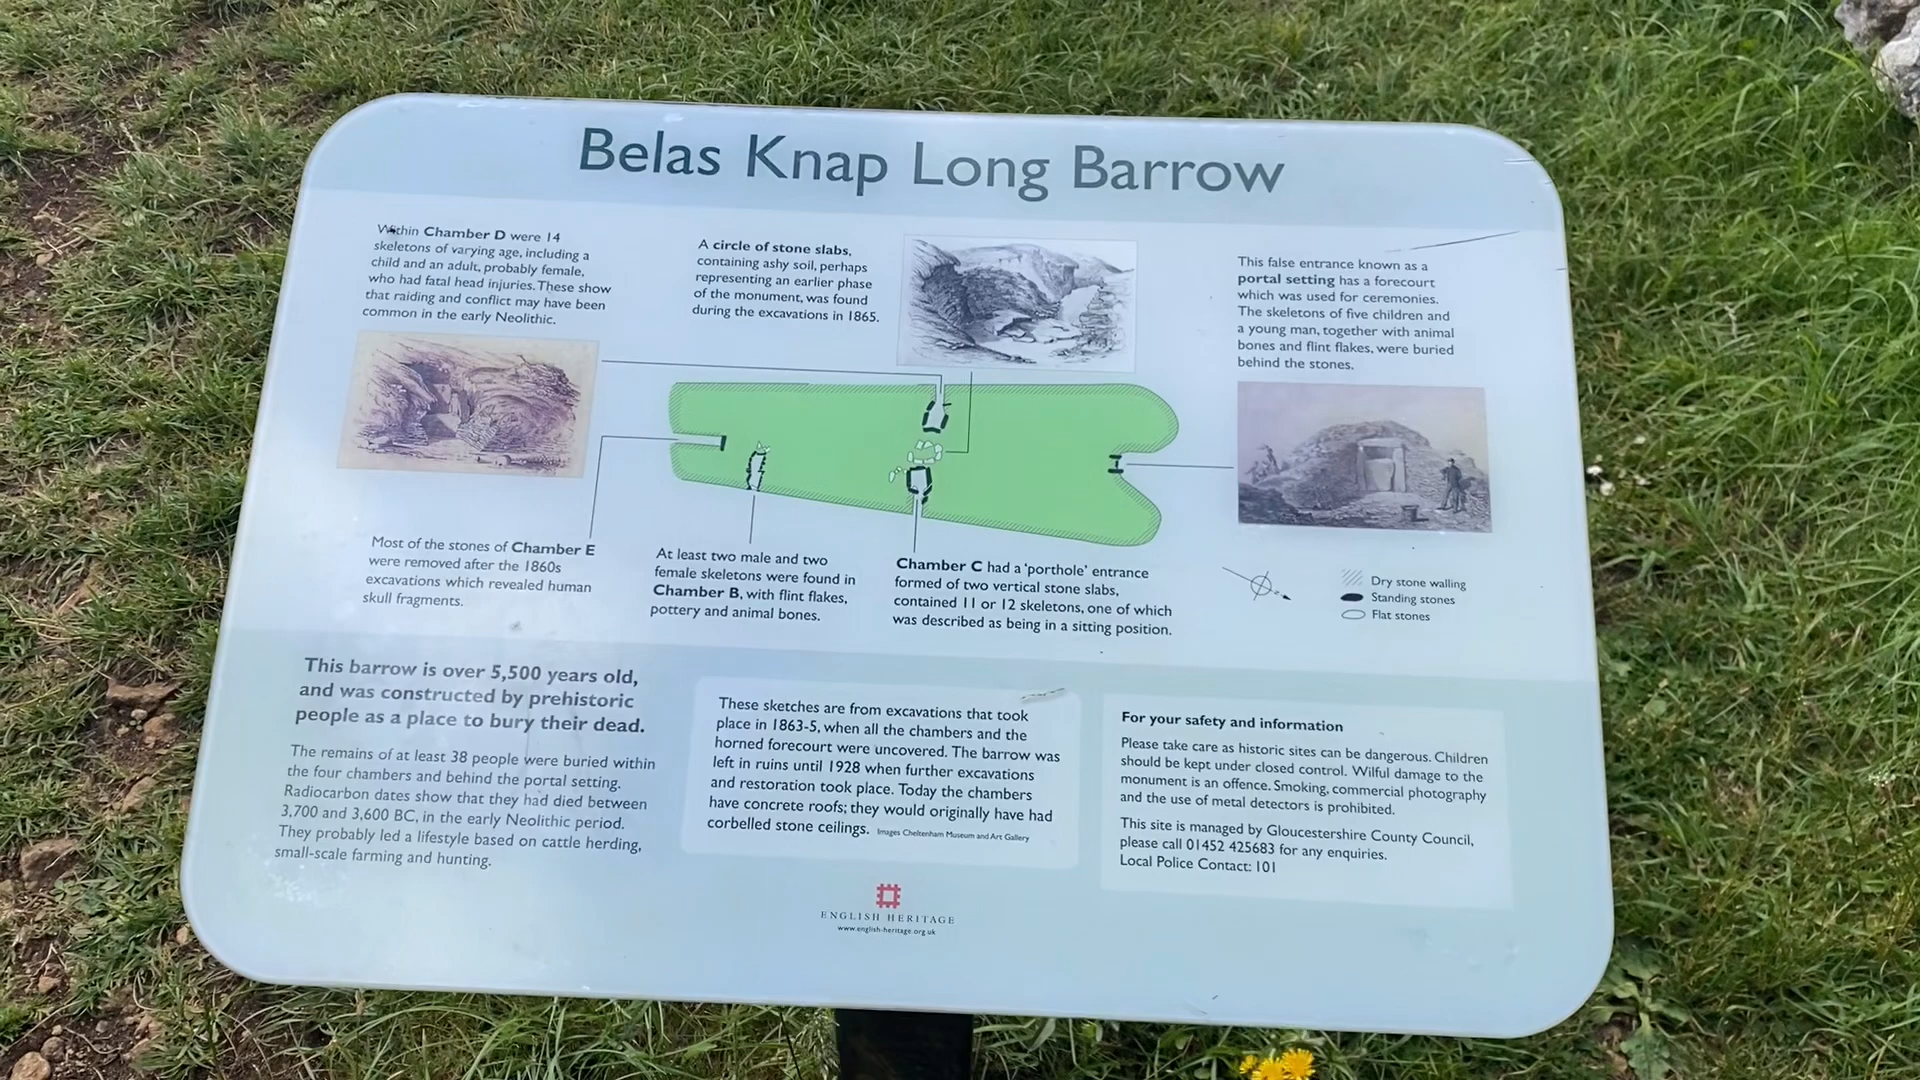 Belas Knap Long Barrow
Within Chamber D were 14
skeletons of varying age, including a
child and an adult, probably female,
who had fatal head injuries. These show
that raiding and conflict may have been
common in the early Neolithic.
A circle of stone slabs,
containing ashy soil, perhaps
representing an earlier phase
of the monument, was found
during the excavations in 1865.
This false entrance known as a
portal setting has a forecourt
which was used for ceremonies.
The skeletons of five children and
a young man, together with animal
bones and flint flakes, were buried
behind the stones.
Most of the stones of Chamber E
were removed after the 1860s
excavations which revealed human
skull fragments.
At least two male and two
female skeletons were found in
Chamber B, with flint flakes,
pottery and animal bones.
Chamber C had a ‘porthole’ entrance
formed of two vertical stone slabs,
contained 11 or 12 skeletons, one of which
was described as being in a sitting position.
Dry stone walling
Standing stones
Flat stones
This barrow is over 5,500 years old,
and was constructed by prehistoric
people as a place to bury their dead.
The remains of at least 38 people were buried within
the four chambers and behind the portal setting.
Radiocarbon dates show that they had died between
3,700 and 3,600 BC, in the early Neolithic period.
They probably led a lifestyle based on cattle herding,
small-scale farming and hunting.
These sketches are from excavations that took
place in 1863-5, when all the chambers and the
horned forecourt were uncovered. The barrow was
left in ruins until 1928 when further excavations
and restoration took place. Today the chambers
have concrete roofs; they would originally have had
corbelled stone ceilings. Images Cheltenham Museum and Art Gallery
For your safety and information
Please take care as historic sites can be dangerous. Children
should be kept under closed control. Wilful damage to the
monument is an offence. Smoking, commercial photography
and the use of metal detectors is prohibited.
This site is managed by Gloucestershire County Council,
please call 01452 425683 for any enquiries.
Local Police Contact: 101
ENGLISH HERITAGE
www.english-heritage.org.uk